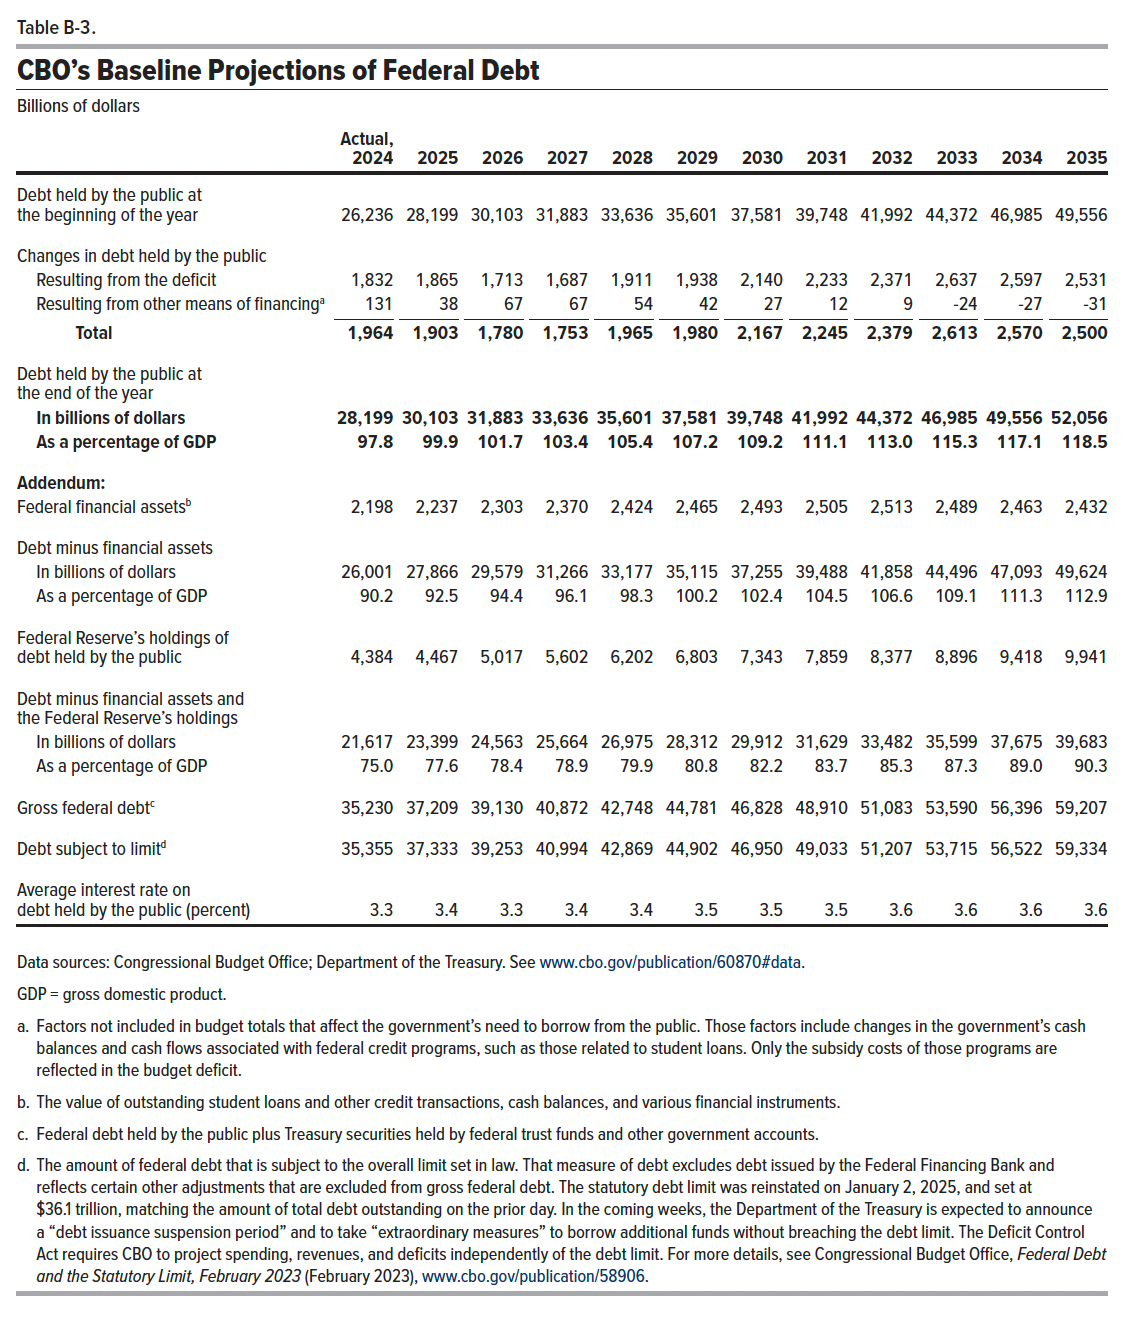 Table B-3.
CBO’s Baseline Projections of Federal Debt
Billions of dollars
Actual,
2024 2025 2026 2027 2028 2029 2030 2031 2032 2033 2034 2035
Debt held by the public at
the beginning of the year 26,236 28,199 30,103 31,883 33,636 35,601 37,581 39,748 41,992 44,372 46,985 49,556
Changes in debt held by the public
Resulting from the deficit 1,832 1,865 1,713 1,687 1,911 1,938 2,140 2,233 2,371 2,637 2,597 2,531
Resulting from other means of financingᵃ 131 38 67 67 54 42 27 12 9 -24 -27 -31
Total 1,964 1,903 1,780 1,753 1,965 1,980 2,167 2,245 2,379 2,613 2,570 2,500
Debt held by the public at
the end of the year
In billions of dollars 28,199 30,103 31,883 33,636 35,601 37,581 39,748 41,992 44,372 46,985 49,556 52,056
As a percentage of GDP 97.8 99.9 101.7 103.4 105.4 107.2 109.2 111.1 113.0 115.3 117.1 118.5
Addendum:
Federal financial assetsᵇ 2,198 2,237 2,303 2,370 2,424 2,465 2,493 2,505 2,513 2,489 2,463 2,432
Debt minus financial assets
In billions of dollars 26,001 27,866 29,579 31,266 33,177 35,115 37,255 39,488 41,858 44,496 47,093 49,624
As a percentage of GDP 90.2 92.5 94.4 96.1 98.3 100.2 102.4 104.5 106.6 109.1 111.3 112.9
Federal Reserve’s holdings of
debt held by the public 4,384 4,467 5,017 5,602 6,202 6,803 7,343 7,859 8,377 8,896 9,418 9,941
Debt minus financial assets and
the Federal Reserve’s holdings
In billions of dollars 21,617 23,399 24,563 25,664 26,975 28,312 29,912 31,629 33,482 35,599 37,675 39,683
As a percentage of GDP 75.0 77.6 78.4 78.9 79.9 80.8 82.2 83.7 85.3 87.3 89.0 90.3
Gross federal debtᶜ 35,230 37,209 39,130 40,872 42,748 44,781 46,828 48,910 51,083 53,590 56,396 59,207
Debt subject to limitᵈ 35,355 37,333 39,253 40,994 42,869 44,902 46,950 49,033 51,207 53,715 56,522 59,334
Average interest rate on
debt held by the public (percent) 3.3 3.4 3.3 3.4 3.4 3.5 3.5 3.5 3.6 3.6 3.6 3.6
Data sources: Congressional Budget Office; Department of the Treasury. See www.cbo.gov/publication/60870#data.
GDP = gross domestic product.
a. Factors not included in budget totals that affect the government’s need to borrow from the public. Those factors include changes in the government’s cash
balances and cash flows associated with federal credit programs, such as those related to student loans. Only the subsidy costs of those programs are
reflected in the budget deficit.
b. The value of outstanding student loans and other credit transactions, cash balances, and various financial instruments.
c. Federal debt held by the public plus Treasury securities held by federal trust funds and other government accounts.
d. The amount of federal debt that is subject to the overall limit set in law. That measure of debt excludes debt issued by the Federal Financing Bank and
reflects certain other adjustments that are excluded from gross federal debt. The statutory debt limit was reinstated on January 2, 2025, and set at
$36.1 trillion, matching the amount of total debt outstanding on the prior day. In the coming weeks, the Department of the Treasury is expected to announce
a “debt issuance suspension period” and to take “extraordinary measures” to borrow additional funds without breaching the debt limit. The Deficit Control
Act requires CBO to project spending, revenues, and deficits independently of the debt limit. For more details, see Congressional Budget Office, Federal Debt
and the Statutory Limit, February 2023 (February 2023), www.cbo.gov/publication/58906.